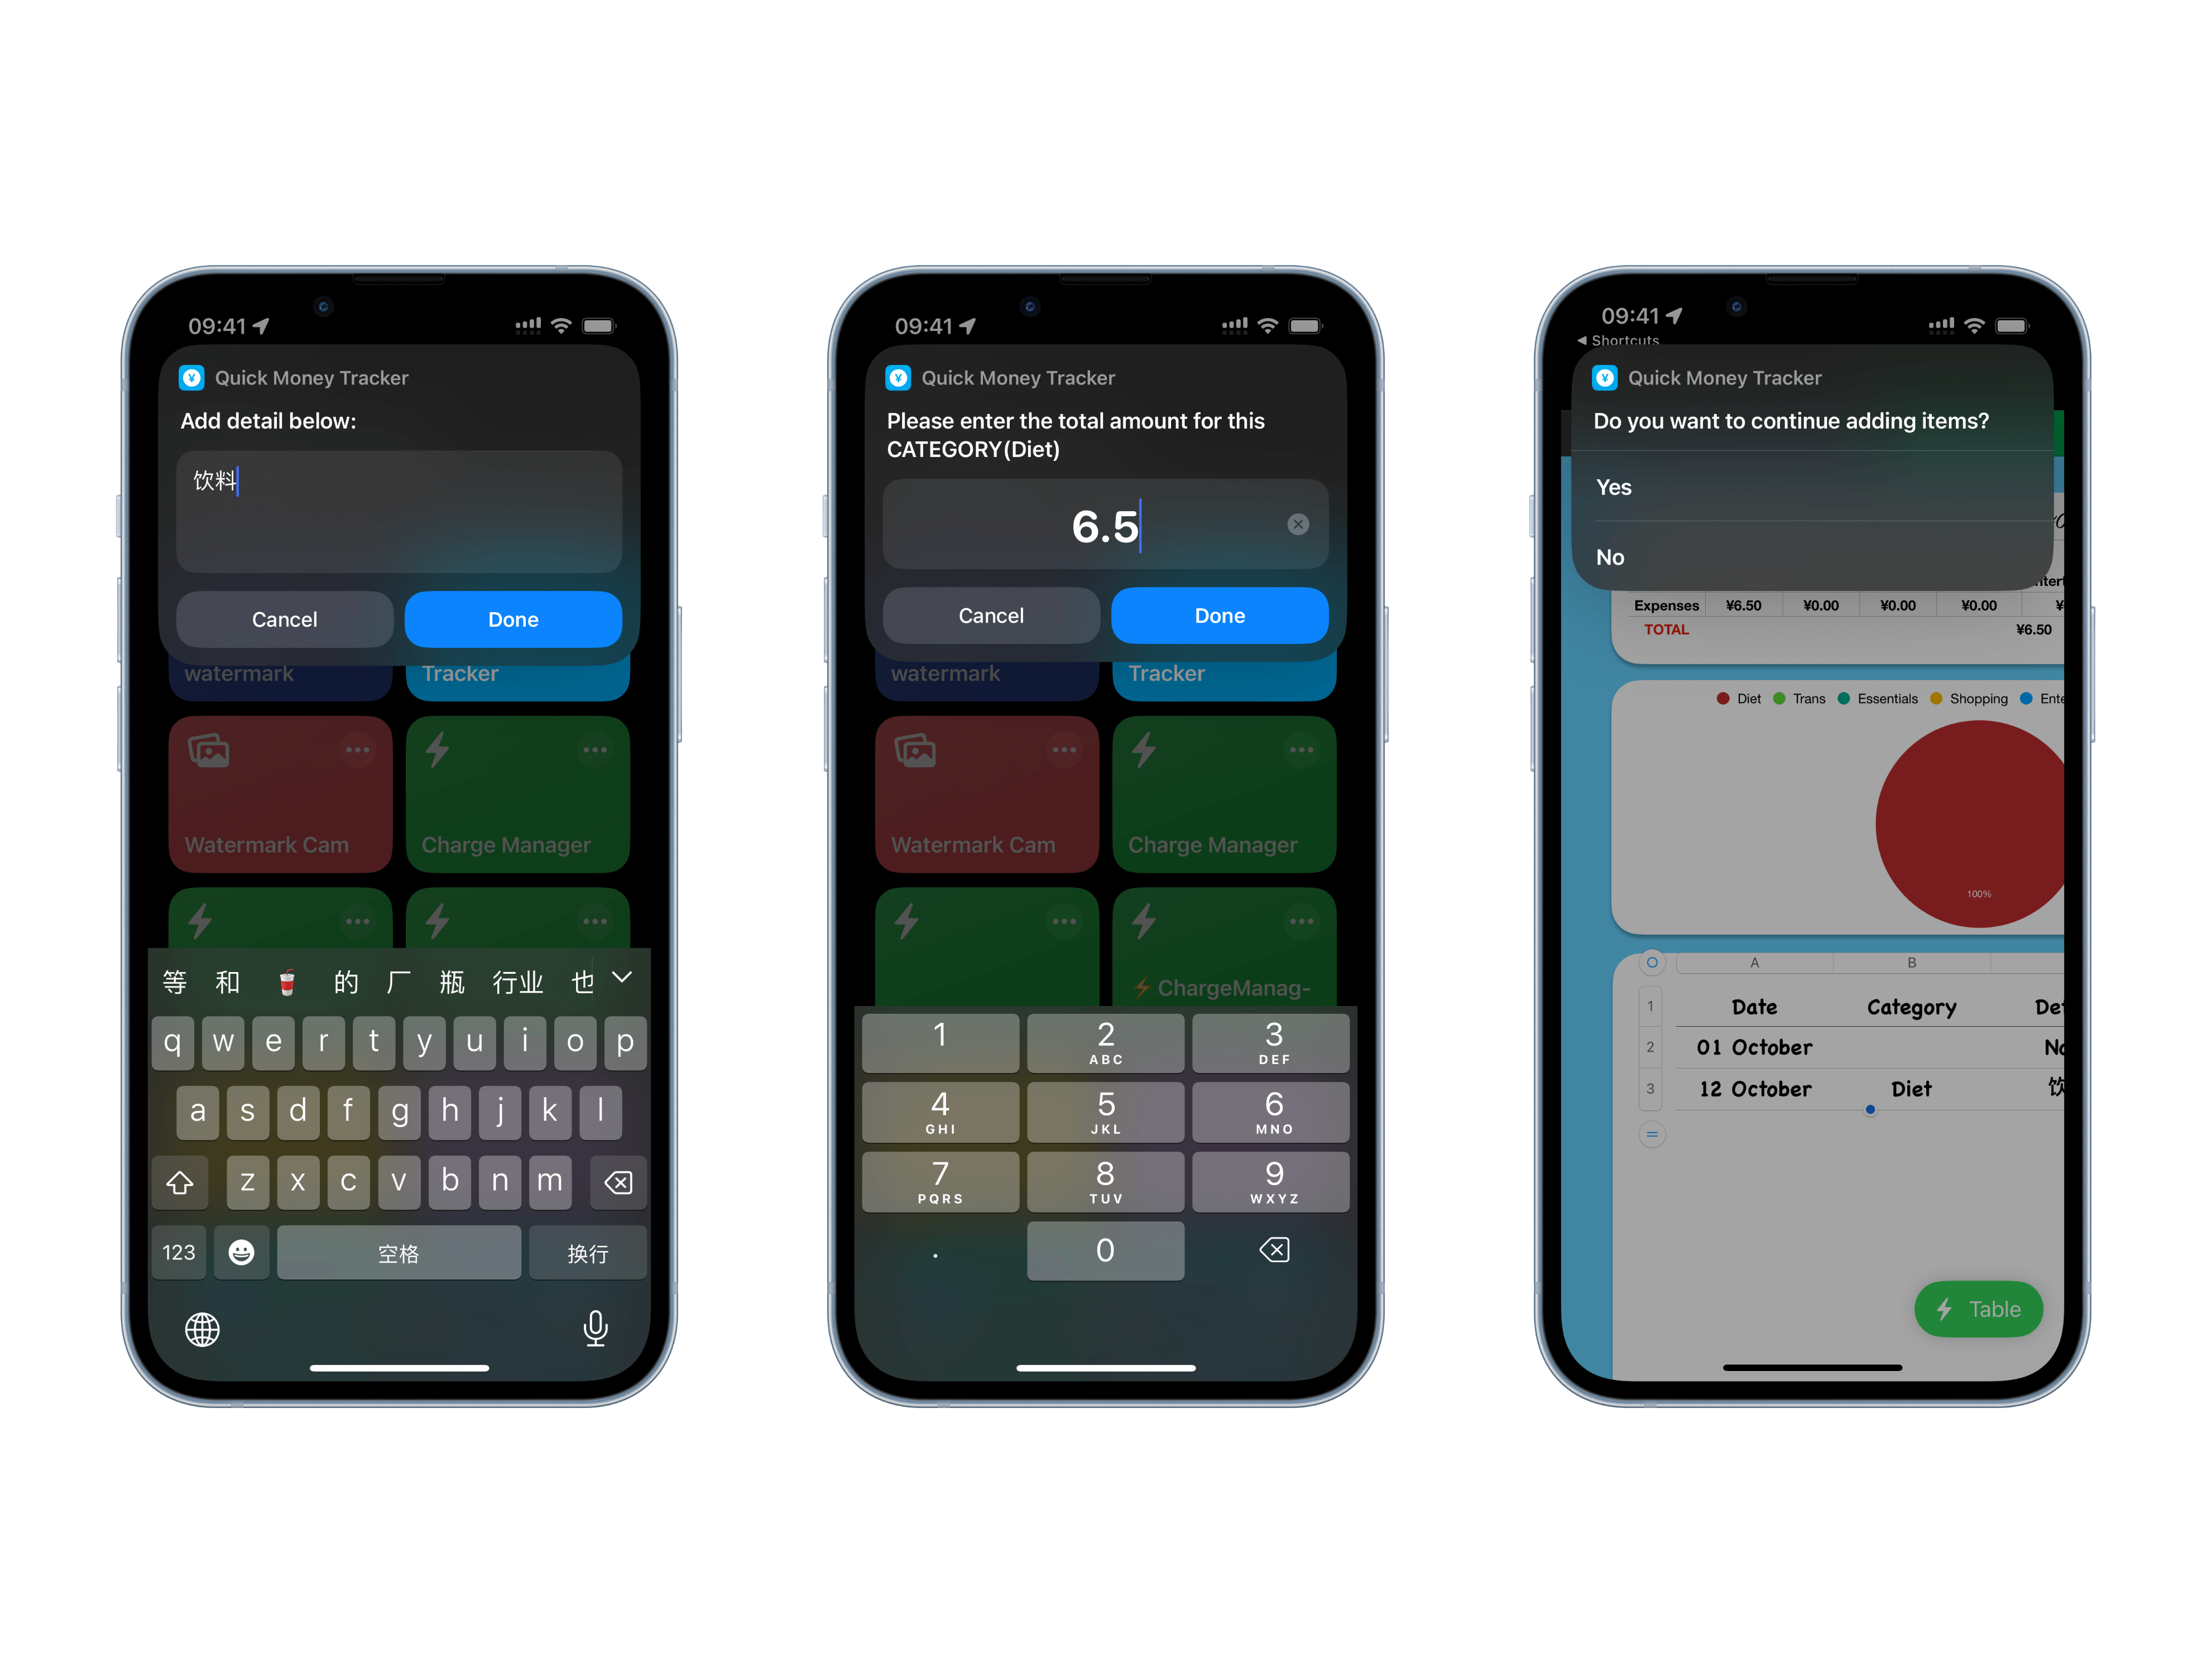 09:41
Quick Money Tracker
Add detail below:
饮料
Cancel
Done
watermark
Tracker
Watermark Cam
Charge Manager
等 和 的 厂 瓶 行业 也
q w e r t y u i o p
a s d f g h j k l
z x c v b n m
123
空格
换行
09:41
Quick Money Tracker
Please enter the total amount for this
CATEGORY(Diet)
6.5
Cancel
Done
watermark
Tracker
Watermark Cam
Charge Manager
ChargeManag-
1 2 3
ABC DEF
4 5 6
GHI JKL MNO
7 8 9
PQRS TUV WXYZ
. 0
09:41
Shortcuts
Quick Money Tracker
Do you want to continue adding items?
Yes
No
Expenses ¥6.50 ¥0.00 ¥0.00 ¥0.00 ¥
TOTAL ¥6.50
Diet Trans Essentials Shopping Ente
100%
A B
1 Date Category Det
2 01 October
3 12 October Diet 饮
Table